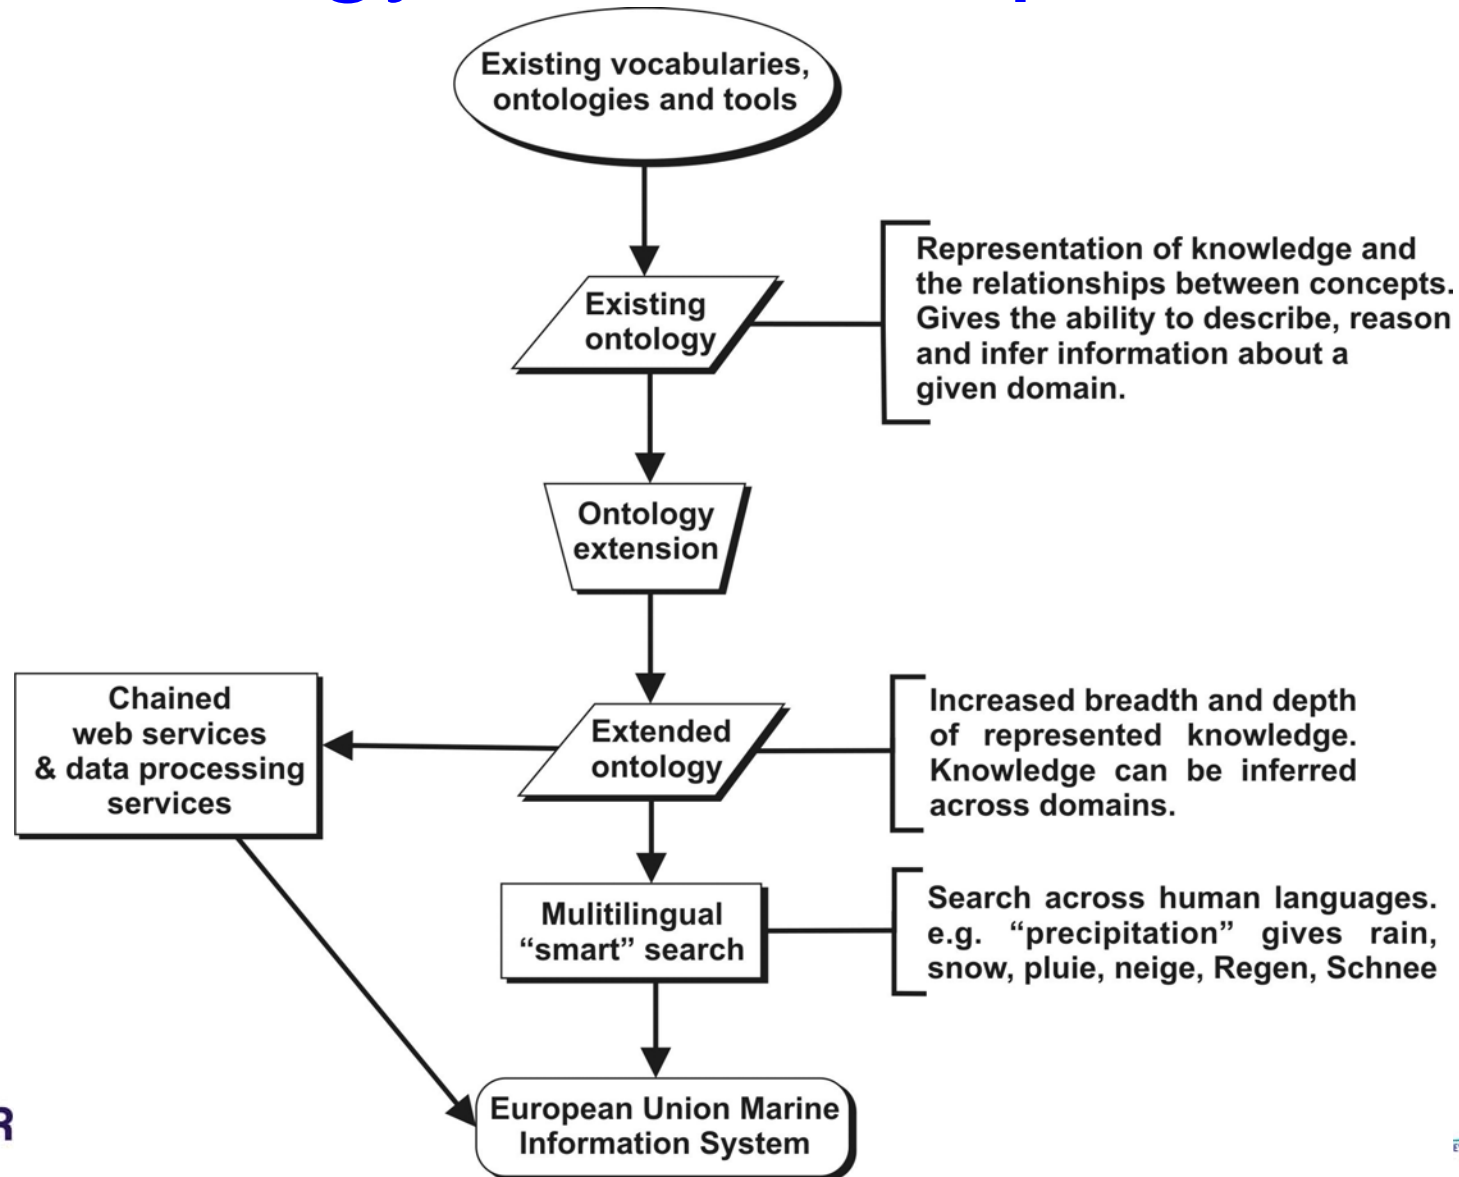 Existing vocabularies,
ontologies and tools
Existing
ontology
Representation of knowledge and
the relationships between concepts.
Gives the ability to describe, reason
and infer information about a
given domain.
Ontology
extension
Chained
web services
& data processing
services
Extended
ontology
Increased breadth and depth
of represented knowledge.
Knowledge can be inferred
across domains.
Mulitilingual
“smart” search
Search across human languages.
e.g. “precipitation” gives rain,
snow, pluie, neige, Regen, Schnee
European Union Marine
Information System
R